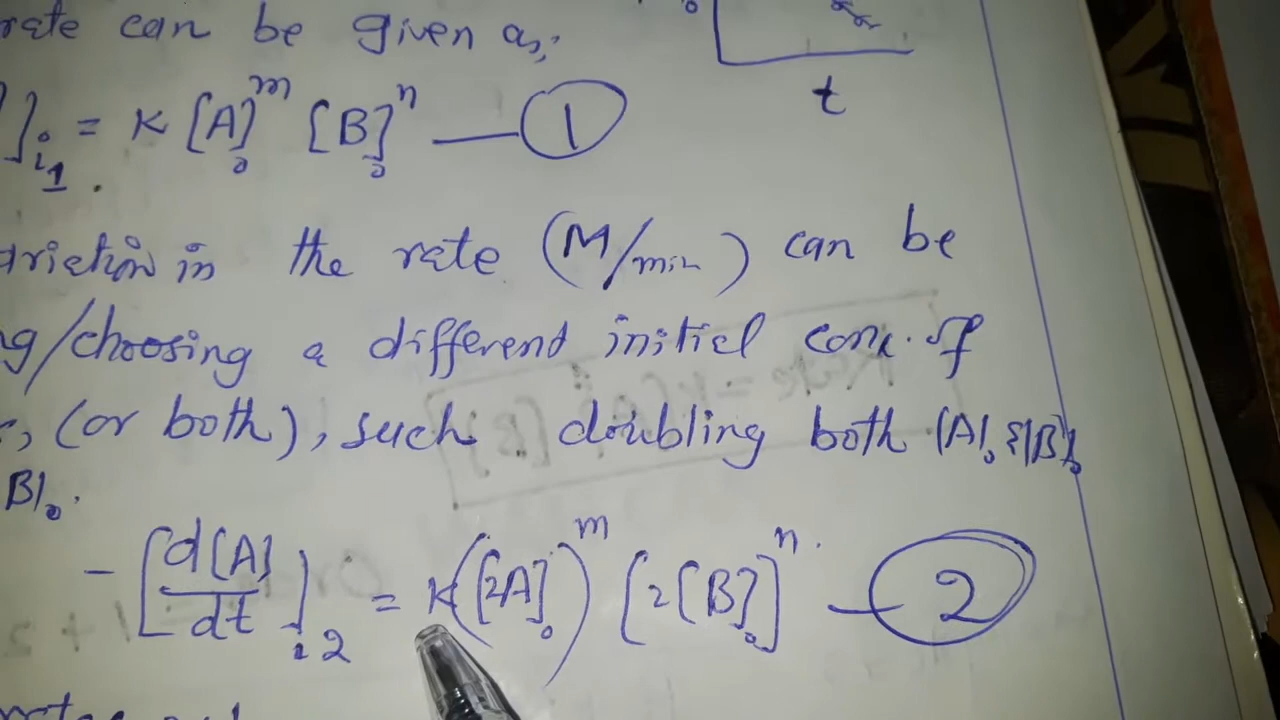 rate can be given as;
t
]i1. = K [A]₀^m [B]₀^n — 1
in the rate (M/min) can be
/choosing a different initial conc. of
(or both), such doubling both [A]₀ & [B]₀
B]₀.
- [d[A]/dt]i2 = K([2A]₀)^m [2[B]₀]^n — 2